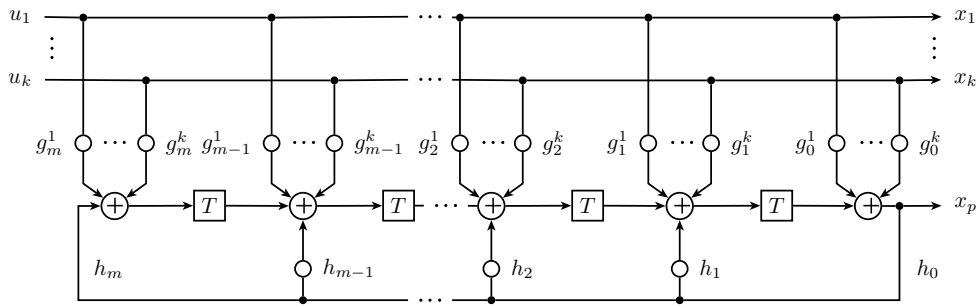 u_1 ··· x_1
u_k ··· x_k
g_m^1 ··· g_m^k g_{m−1}^1 ··· g_{m−1}^k g_2^1 ··· g_2^k g_1^1 ··· g_1^k g_0^1 ··· g_0^k
+ T + T ··· + T + T + x_p
h_m h_{m−1} h_2 h_1 h_0
···